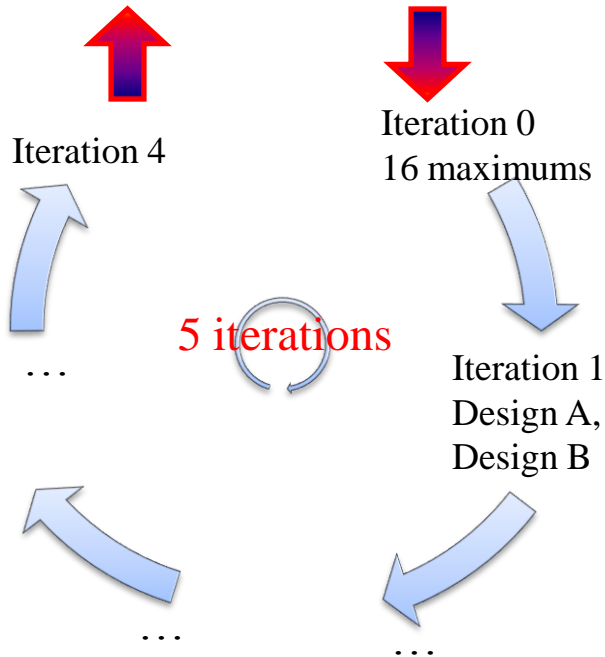 Iteration 4
Iteration 0
16 maximums
5 iterations
Iteration 1
Design A,
Design B
…
…
…